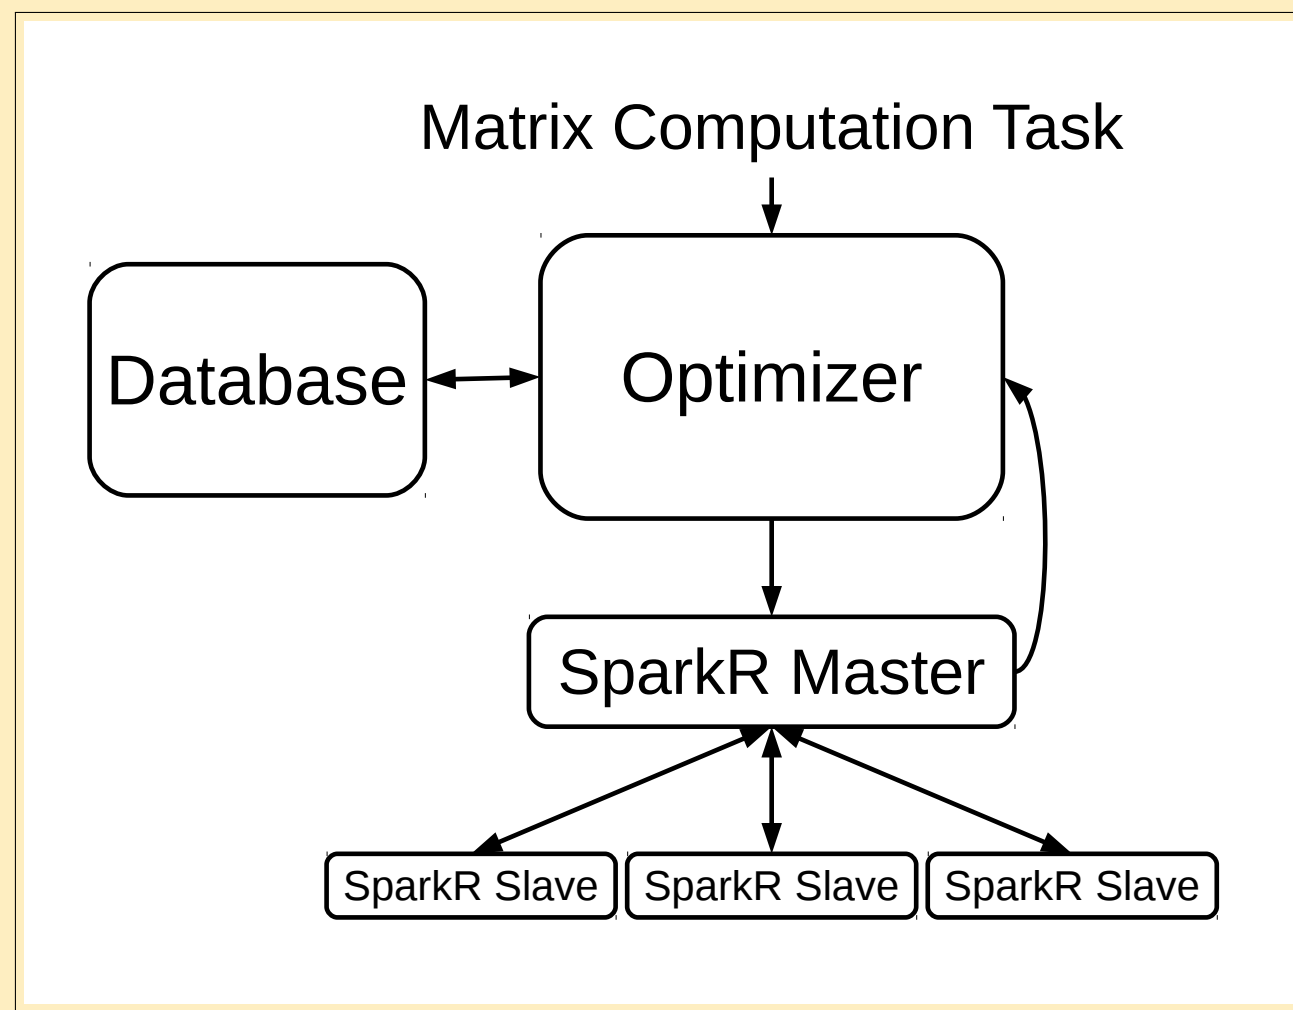 Matrix Computation Task
Database
Optimizer
SparkR Master
SparkR Slave
SparkR Slave
SparkR Slave